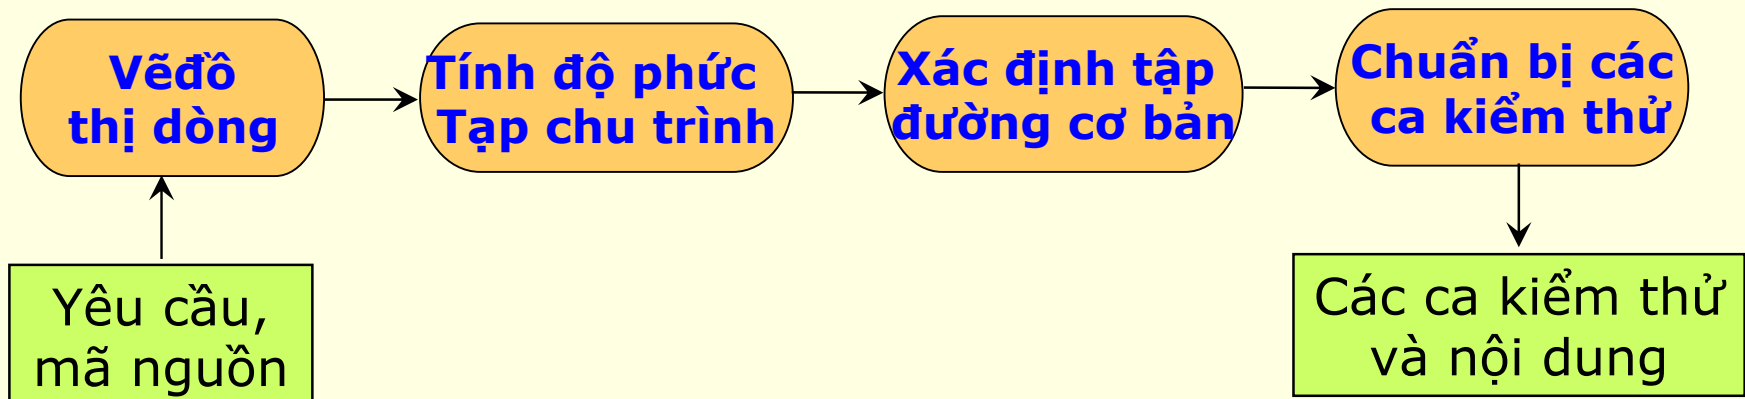 Vẽđồ
thị dòng
Tính độ phức
Tạp chu trình
Xác định tập
đường cơ bản
Chuẩn bị các
ca kiểm thử
Yêu cầu,
mã nguồn
Các ca kiểm thử
và nội dung